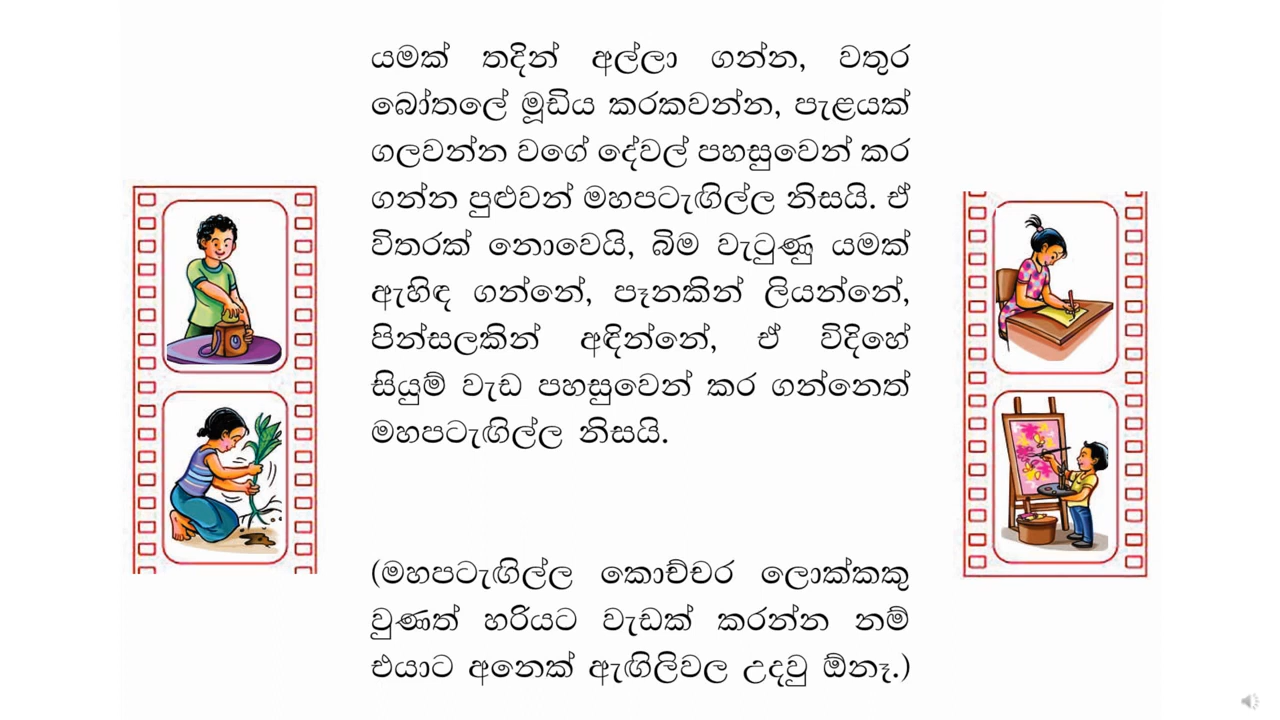 යමක් තදින් අල්ලා ගන්න, වතුර
බෝතලේ මූඩිය කරකවන්න, පැළයක්
ගලවන්න වගේ දේවල් පහසුවෙන් කර
ගන්න පුළුවන් මහපටැඟිල්ල නිසයි. ඒ
විතරක් නොවෙයි, බිම වැටුණු යමක්
ඇහිඳ ගන්නේ, පෑනකින් ලියන්නේ,
පින්සලකින් අඳින්නේ, ඒ විදිහේ
සියුම් වැඩ පහසුවෙන් කර ගන්නෙත්
මහපටැඟිල්ල නිසයි.
(මහපටැඟිල්ල කොච්චර ලොක්කකු
වුණත් හරියට වැඩක් කරන්න නම්
එයාට අනෙක් ඇඟිලිවල උදවු ඕනෑ.)